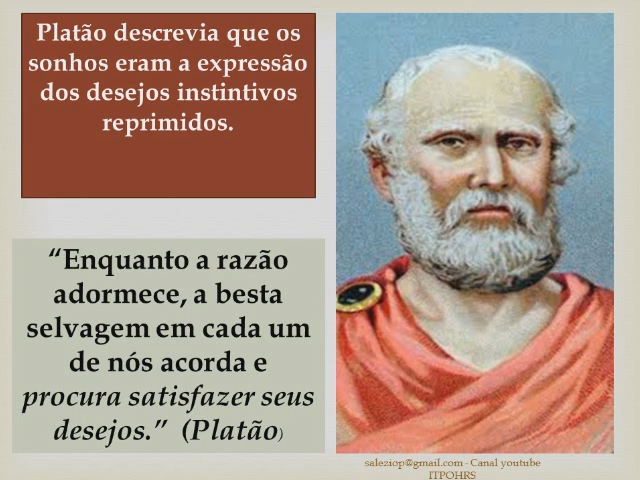 Platão descrevia que os
sonhos eram a expressão
dos desejos instintivos
reprimidos.
“Enquanto a razão
adormece, a besta
selvagem em cada um
de nós acorda e
procura satisfazer seus
desejos.” (Platão)
saleziop@gmail.com - Canal youtube
ITPOHRS